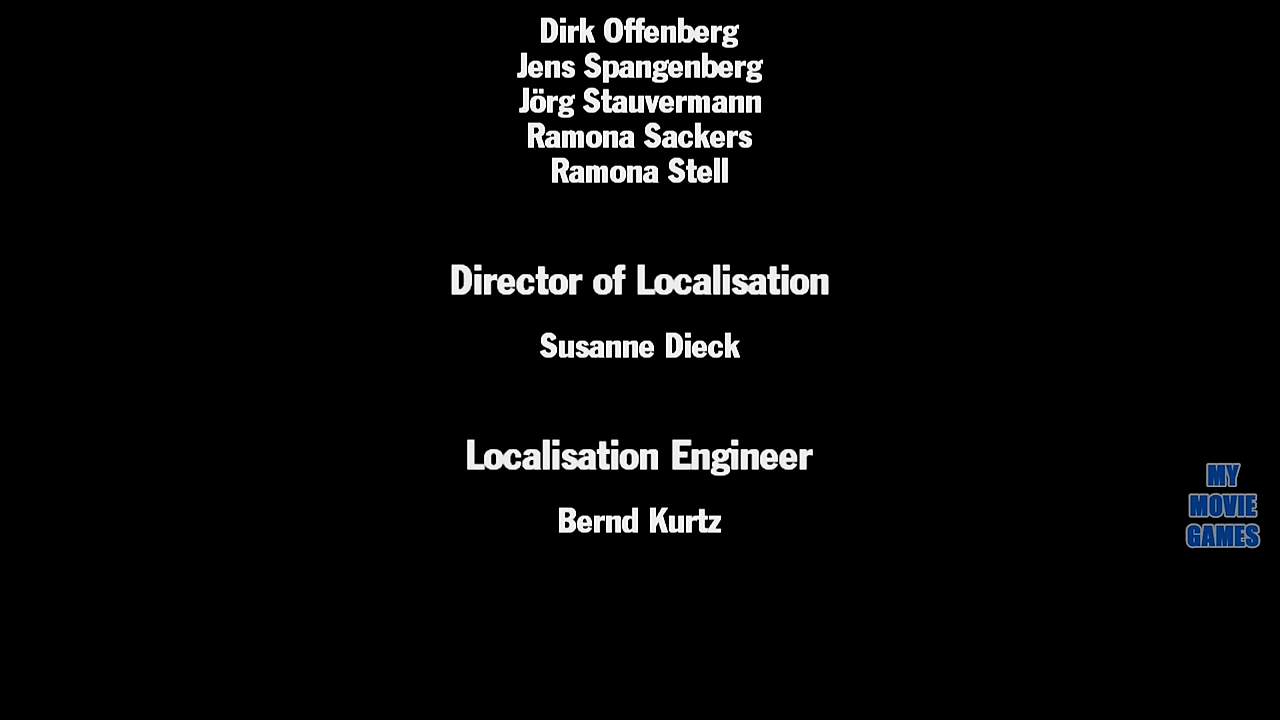 Dirk Offenberg
Jens Spangenberg
Jörg Stauvermann
Ramona Sackers
Ramona Stell
Director of Localisation
Susanne Dieck
Localisation Engineer
Bernd Kurtz
MY
MOVIE
GAMES